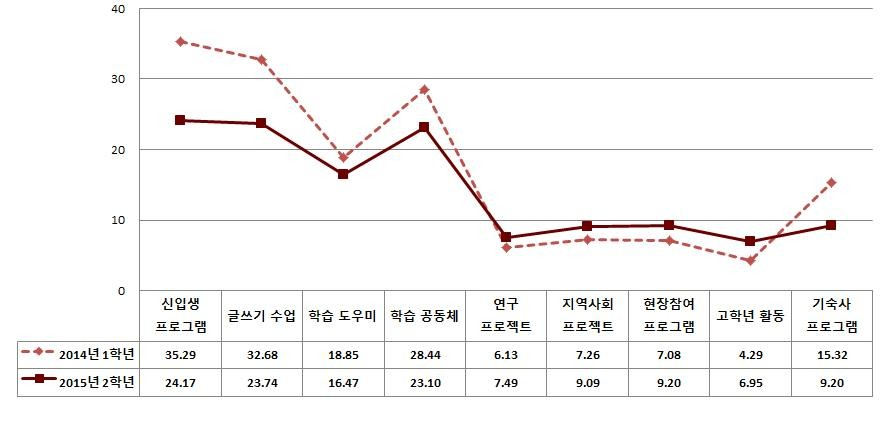 40
30
20
10
0
신입생 프로그램
글쓰기 수업
학습 도우미
학습 공동체
연구 프로젝트
지역사회 프로젝트
현장참여 프로그램
고학년 활동
기숙사 프로그램
2014년 1학년 35.29 32.68 18.85 28.44 6.13 7.26 7.08 4.29 15.32
2015년 2학년 24.17 23.74 16.47 23.10 7.49 9.09 9.20 6.95 9.20